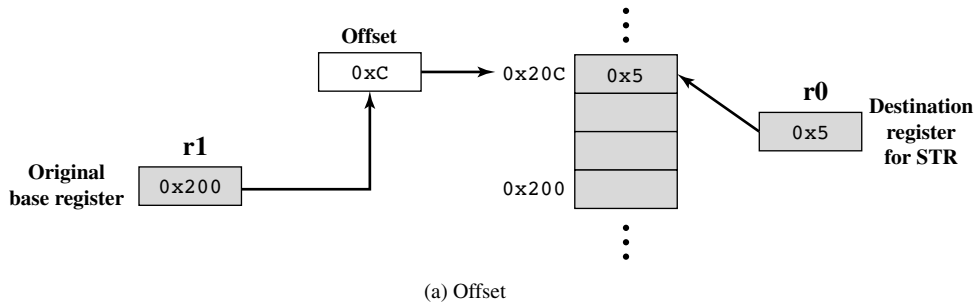 Offset
0xC
0x20C
0x5
r0
0x5
Destination
register
for STR
r1
Original
base register
0x200
0x200
(a) Offset